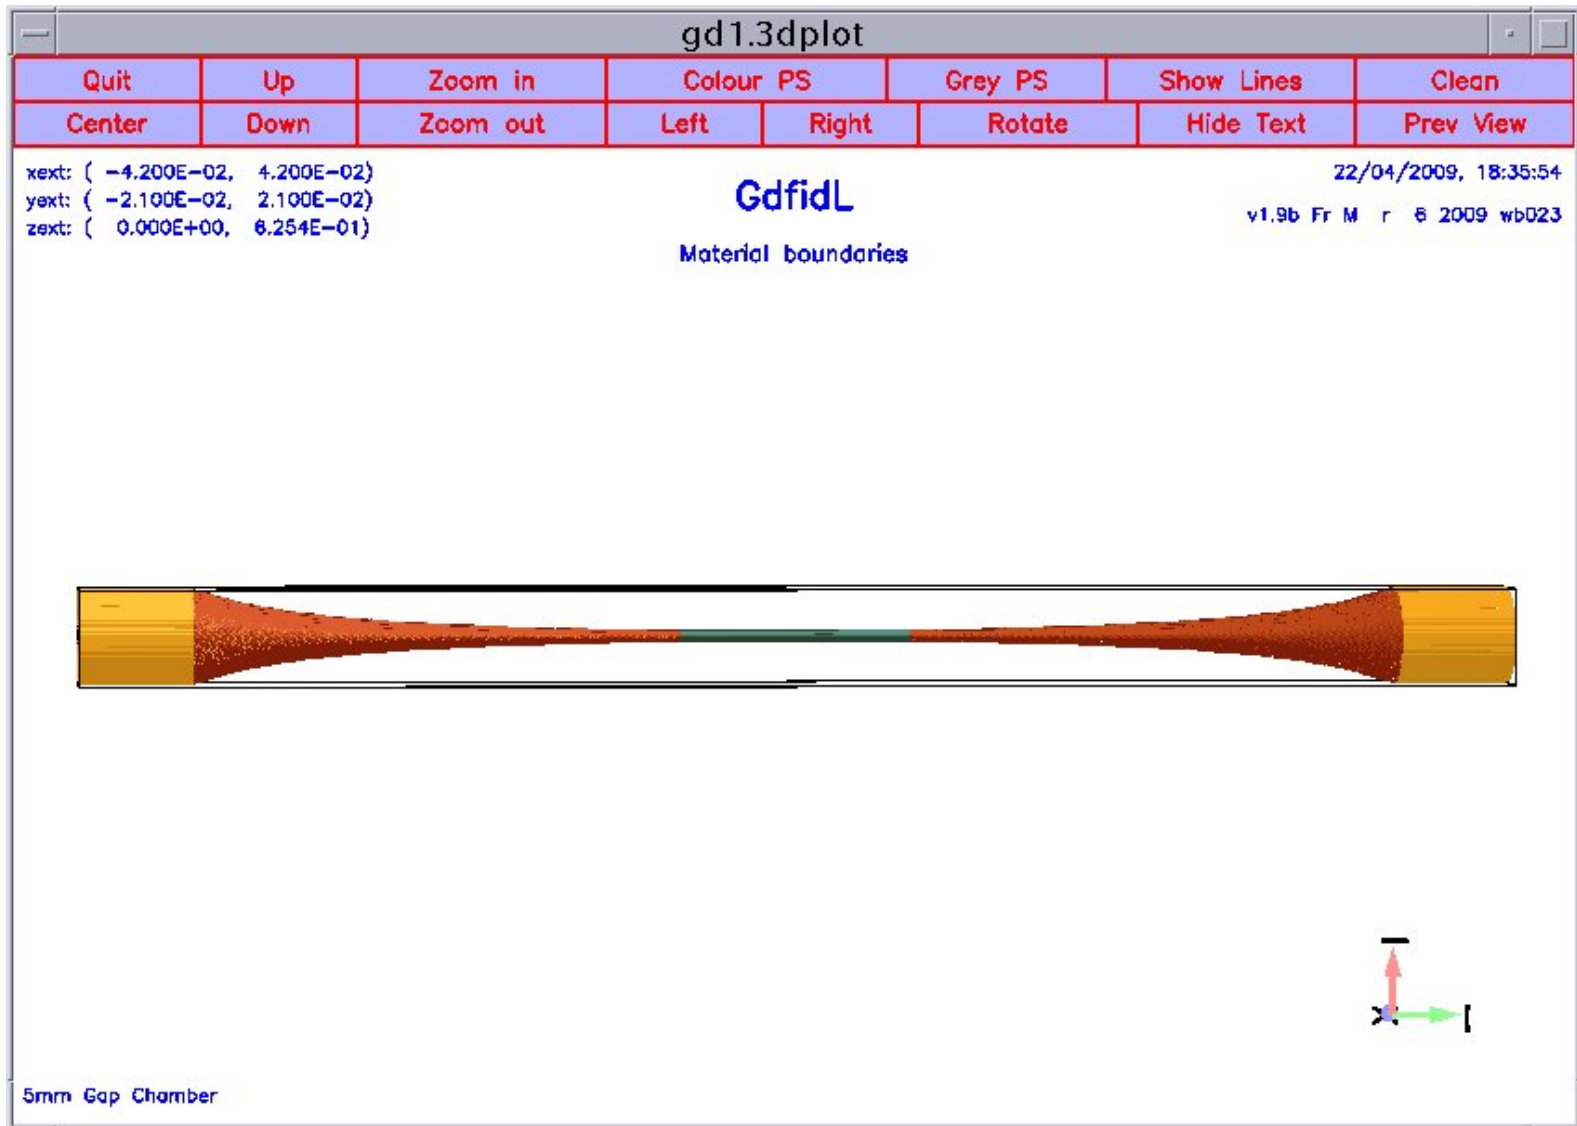 gd1.3dplot
Quit Up Zoom in Colour PS Grey PS Show Lines Clean
Center Down Zoom out Left Right Rotate Hide Text Prev View
xext: ( -4.200E-02, 4.200E-02)
yext: ( -2.100E-02, 2.100E-02)
zext: ( 0.000E+00, 6.254E-01)
GdfidL
Material boundaries
22/04/2009, 18:35:54
v1.9b Fr M r 6 2009 wb023
5mm Gap Chamber